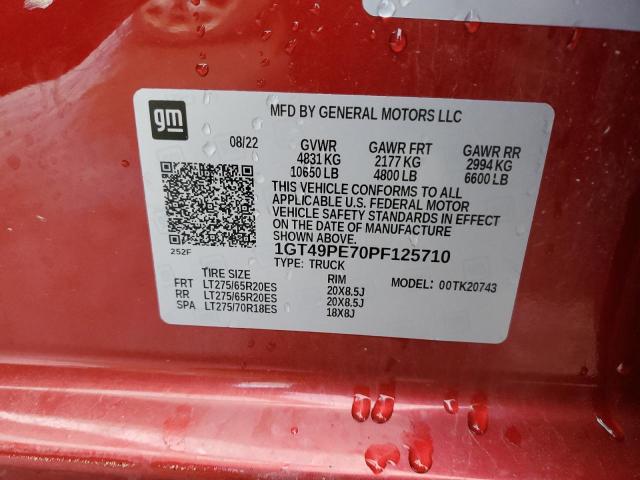 gm
MFD BY GENERAL MOTORS LLC
08/22 GVWR GAWR FRT GAWR RR
4831 KG 2177 KG 2994 KG
10650 LB 4800 LB 6600 LB
THIS VEHICLE CONFORMS TO ALL
APPLICABLE U.S. FEDERAL MOTOR
VEHICLE SAFETY STANDARDS IN EFFECT
ON THE DATE OF MANUFACTURE
SHOWN ABOVE.
252F
1GT49PE70PF125710
TYPE: TRUCK
TIRE SIZE RIM MODEL: 00TK20743
FRT LT275/65R20ES 20X8.5J
RR LT275/65R20ES 20X8.5J
SPA LT275/70R18ES 18X8J